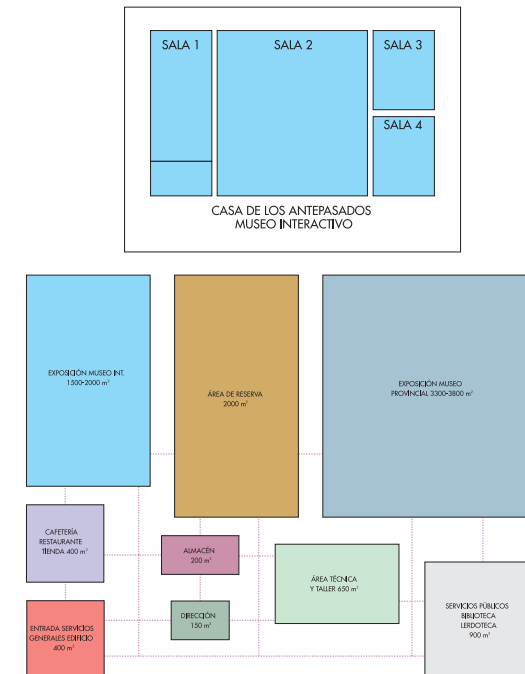 SALA 1
SALA 2
SALA 3
SALA 4
CASA DE LOS ANTEPASADOS
MUSEO INTERACTIVO
EXPOSICIÓN MUSEO INT.
1500-2000 m²
ÁREA DE RESERVA
2000 m²
EXPOSICIÓN MUSEO
PROVINCIAL 3300-3800 m²
CAFETERÍA
RESTAURANTE
TIENDA 400 m²
ALMACÉN
200 m²
ÁREA TÉCNICA
Y TALLER 650 m²
ENTRADA SERVICIOS
GENERALES EDIFICIO
400 m²
DIRECCIÓN
150 m²
SERVICIOS PÚBLICOS
BIBLIOTECA
LERDOTECA
900 m²